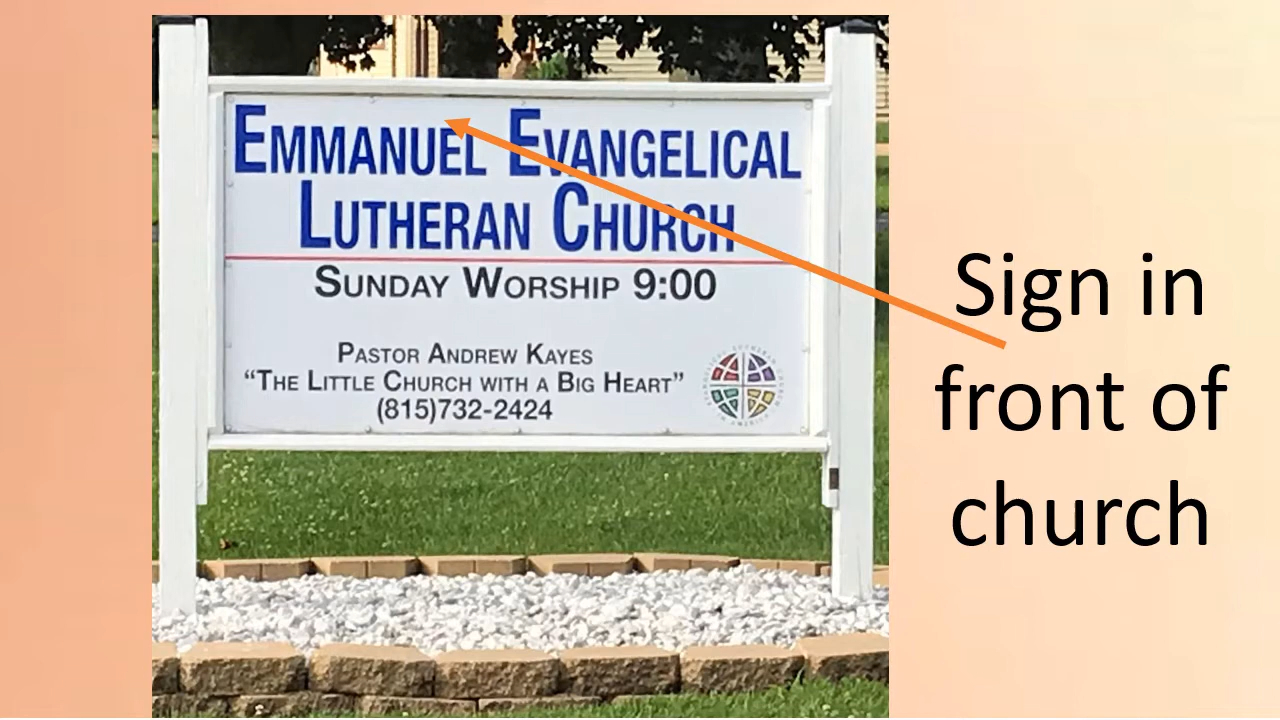 EMMANUEL EVANGELICAL
LUTHERAN CHURCH
SUNDAY WORSHIP 9:00
PASTOR ANDREW KAYES
“THE LITTLE CHURCH WITH A BIG HEART”
(815)732-2424
Sign in
front of
church